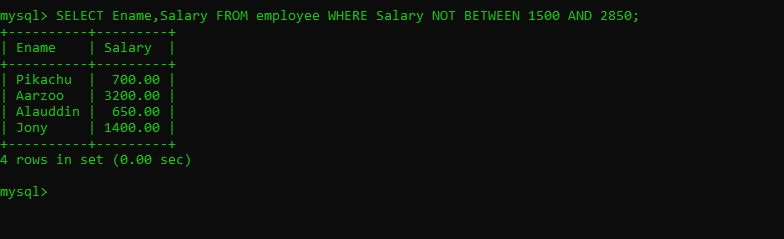 mysql> SELECT Ename,Salary FROM employee WHERE Salary NOT BETWEEN 1500 AND 2850;
+----------+---------+
| Ename    | Salary  |
+----------+---------+
| Pikachu  |  700.00 |
| Aarzoo   | 3200.00 |
| Alauddin |  650.00 |
| Jony     | 1400.00 |
+----------+---------+
4 rows in set (0.00 sec)
mysql>